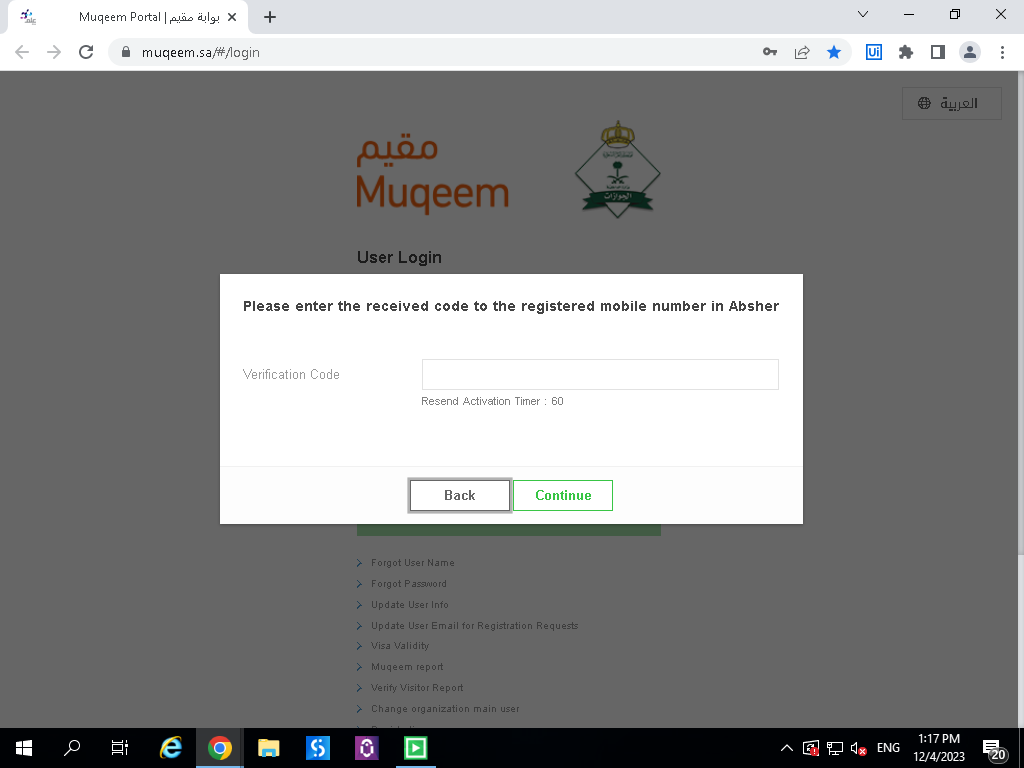 Muqeem Portal | بوابة مقيم
muqeem.sa/#/login
Ui
العربية
مقيم
Muqeem
الجوازات
User Login
Please enter the received code to the registered mobile number in Absher
Verification Code
Resend Activation Timer : 60
Back
Continue
Forgot User Name
Forgot Password
Update User Info
Update User Email for Registration Requests
Visa Validity
Muqeem report
Verify Visitor Report
Change organization main user
ENG
1:17 PM
12/4/2023
20